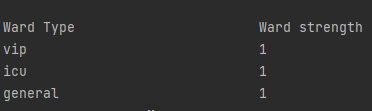 Ward Type Ward strength
vip 1
icu 1
general 1